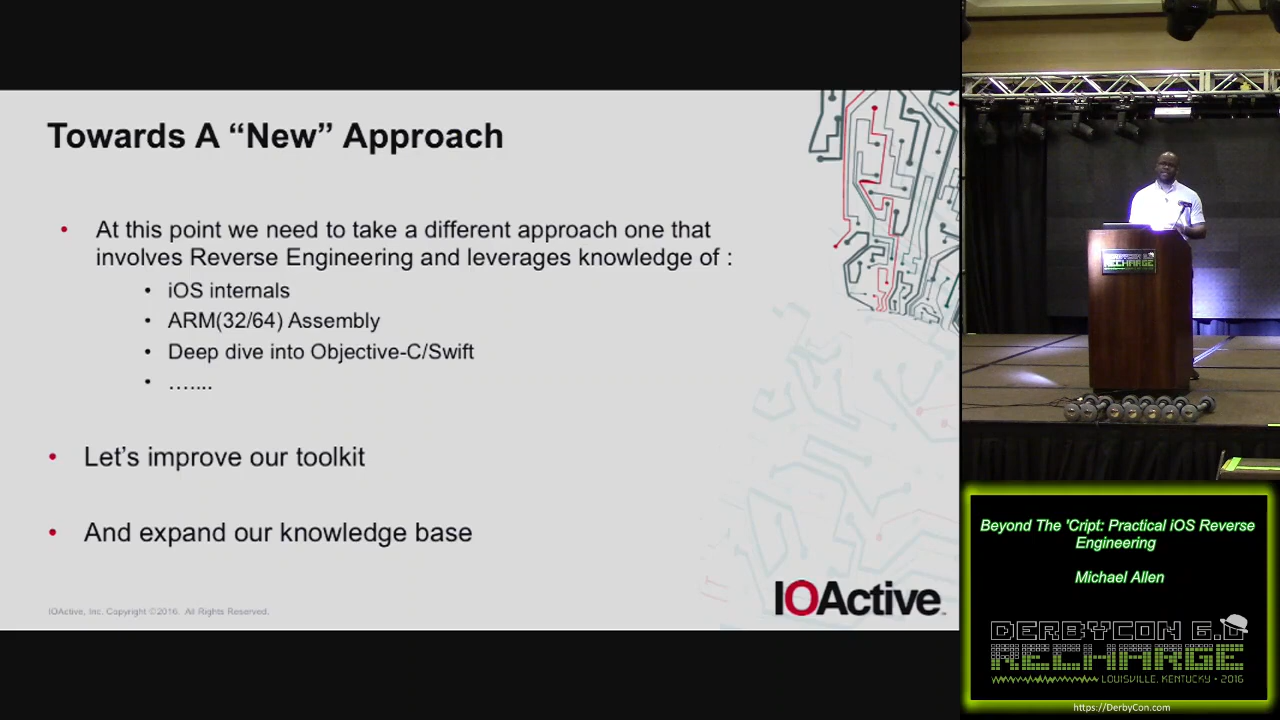 Towards A “New” Approach
• At this point we need to take a different approach one that
involves Reverse Engineering and leverages knowledge of :
• iOS internals
• ARM(32/64) Assembly
• Deep dive into Objective-C/Swift
• …....
• Let’s improve our toolkit
• And expand our knowledge base
IOActive, Inc. Copyright ©2016. All Rights Reserved.
IOActive™
RECHARGE
Beyond The 'Cript: Practical iOS Reverse
Engineering
Michael Allen
DERBYCON 6.0
RECHARGE
LOUISVILLE, KENTUCKY • 2016
https://DerbyCon.com